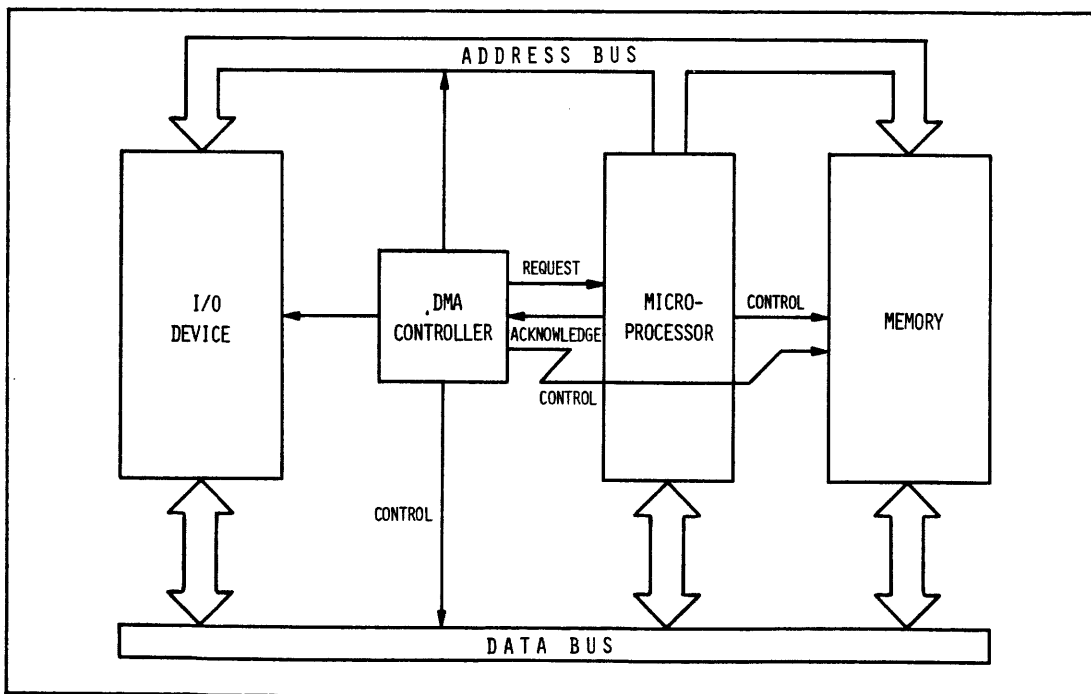 ADDRESS BUS
I/O
DEVICE
DMA
CONTROLLER
REQUEST
ACKNOWLEDGE
CONTROL
MICRO-
PROCESSOR
CONTROL
MEMORY
CONTROL
DATA BUS